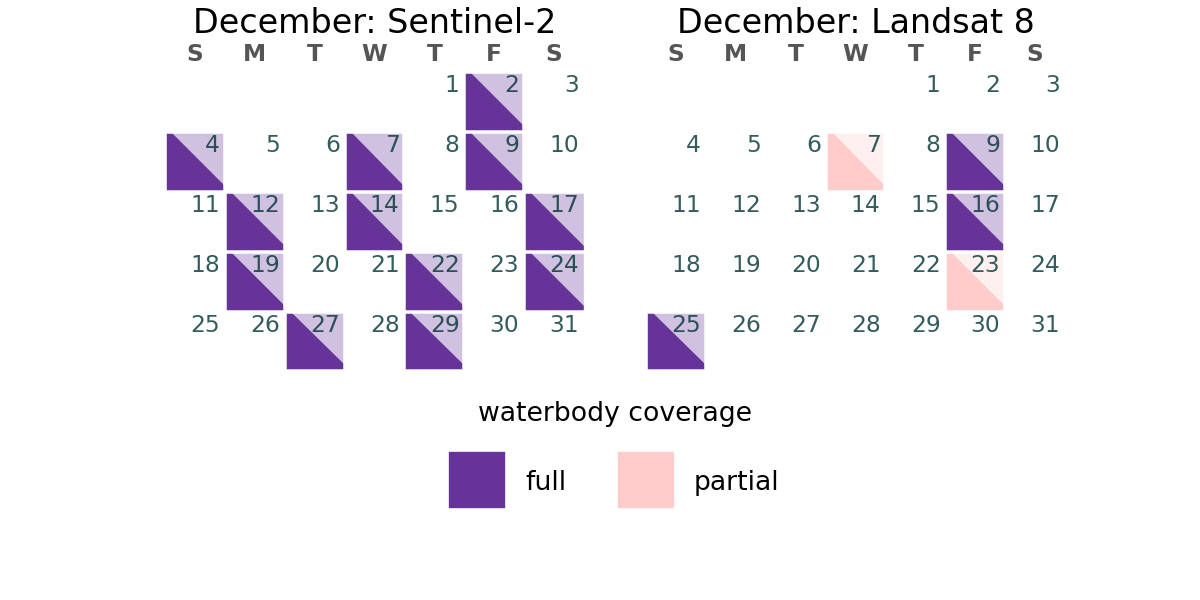 December: Sentinel-2
S M T W T F S
1 2 3
4 5 6 7 8 9 10
11 12 13 14 15 16 17
18 19 20 21 22 23 24
25 26 27 28 29 30 31
December: Landsat 8
S M T W T F S
1 2 3
4 5 6 7 8 9 10
11 12 13 14 15 16 17
18 19 20 21 22 23 24
25 26 27 28 29 30 31
waterbody coverage
full partial